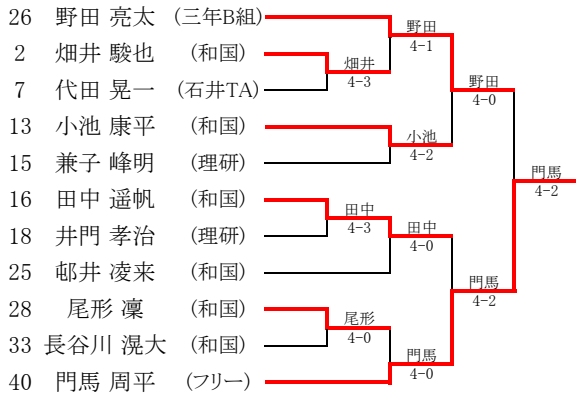 26 野田 亮太 (三年B組)
2 畑井 駿也 (和国)
7 代田 晃一 (石井TA)
13 小池 康平 (和国)
15 兼子 峰明 (理研)
16 田中 遥帆 (和国)
18 井門 孝治 (理研)
25 邸井 凌来 (和国)
28 尾形 凜 (和国)
33 長谷川 滉大 (和国)
40 門馬 周平 (フリー)
畑井
4-3
野田
4-1
小池
4-2
野田
4-0
田中
4-3
田中
4-0
尾形
4-0
門馬
4-0
門馬
4-2
門馬
4-2